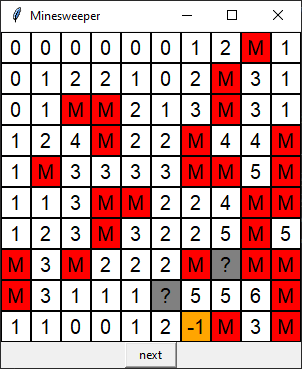 Minesweeper
0 0 0 0 0 0 1 2 M 1
0 1 2 2 1 0 2 M 3 1
0 1 M M 2 1 3 M 3 1
1 2 4 M 2 2 M 4 4 M
1 M 3 3 3 3 M M 5 M
1 1 3 M M 2 2 4 M M
1 2 3 M 3 2 2 5 M 5
M 3 M 2 2 2 M ? M M
M 3 1 1 1 ? 5 5 6 M
1 1 0 0 1 2 -1 M 3 M
next